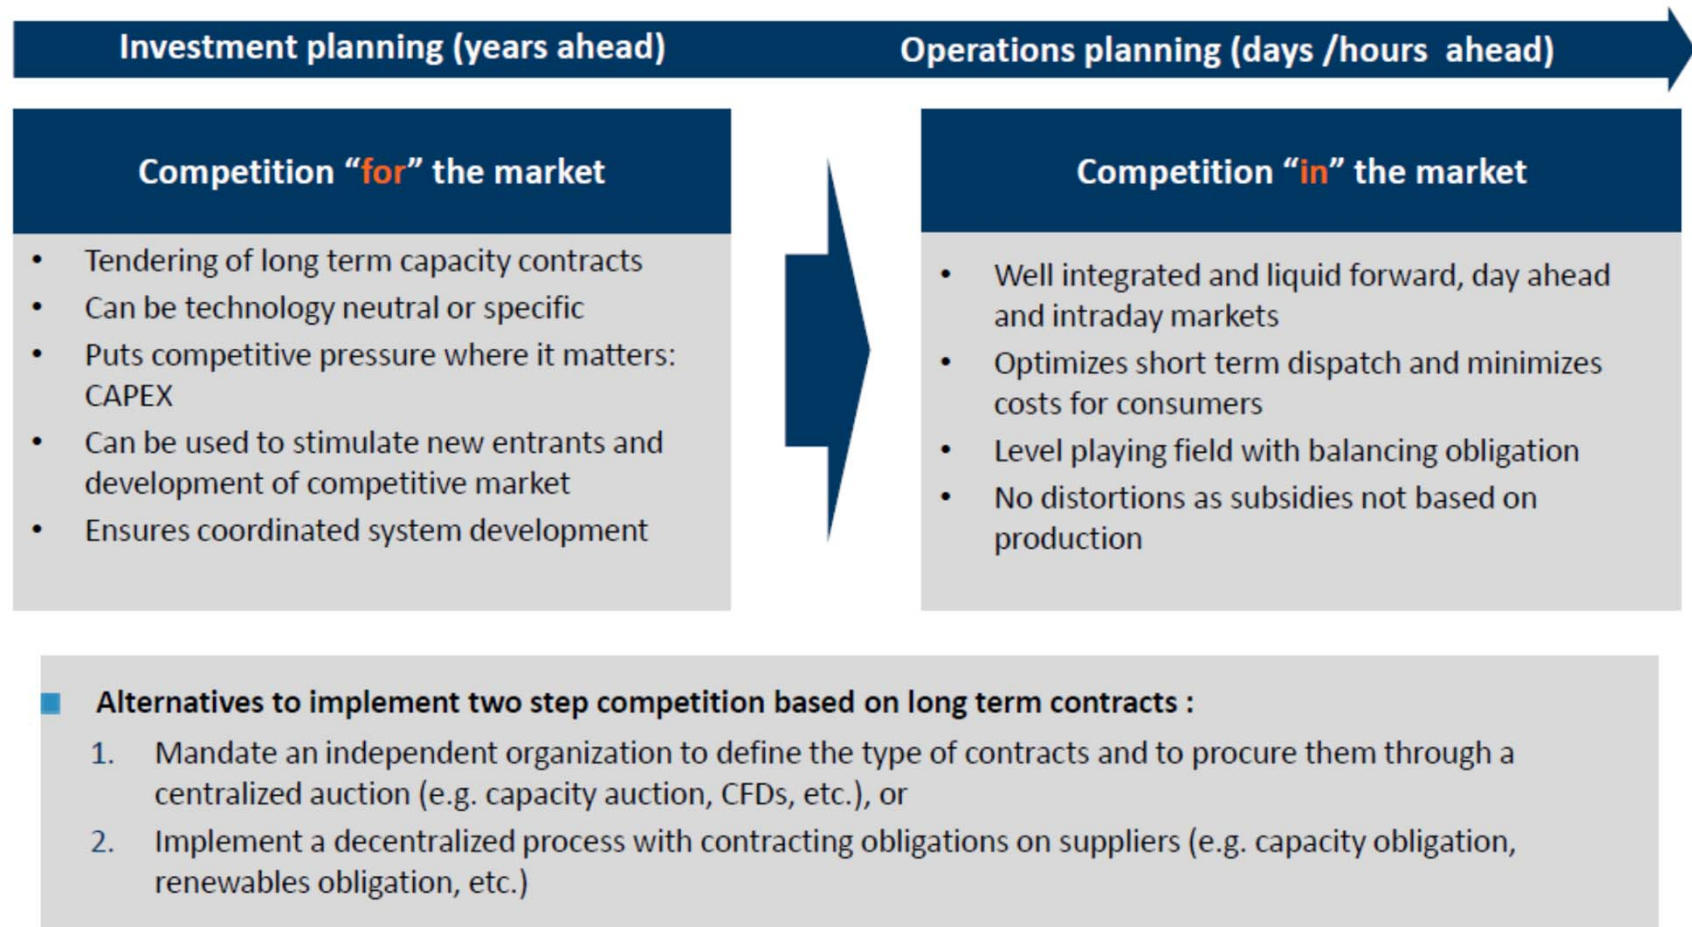 Investment planning (years ahead)
Operations planning (days /hours  ahead)
Competition “for” the market
• Tendering of long term capacity contracts
• Can be technology neutral or specific
• Puts competitive pressure where it matters:
CAPEX
• Can be used to stimulate new entrants and
development of competitive market
• Ensures coordinated system development
Competition “in” the market
• Well integrated and liquid forward, day ahead
and intraday markets
• Optimizes short term dispatch and minimizes
costs for consumers
• Level playing field with balancing obligation
• No distortions as subsidies not based on
production
Alternatives to implement two step competition based on long term contracts :
1. Mandate an independent organization to define the type of contracts and to procure them through a
centralized auction (e.g. capacity auction, CFDs, etc.), or
2. Implement a decentralized process with contracting obligations on suppliers (e.g. capacity obligation,
renewables obligation, etc.)